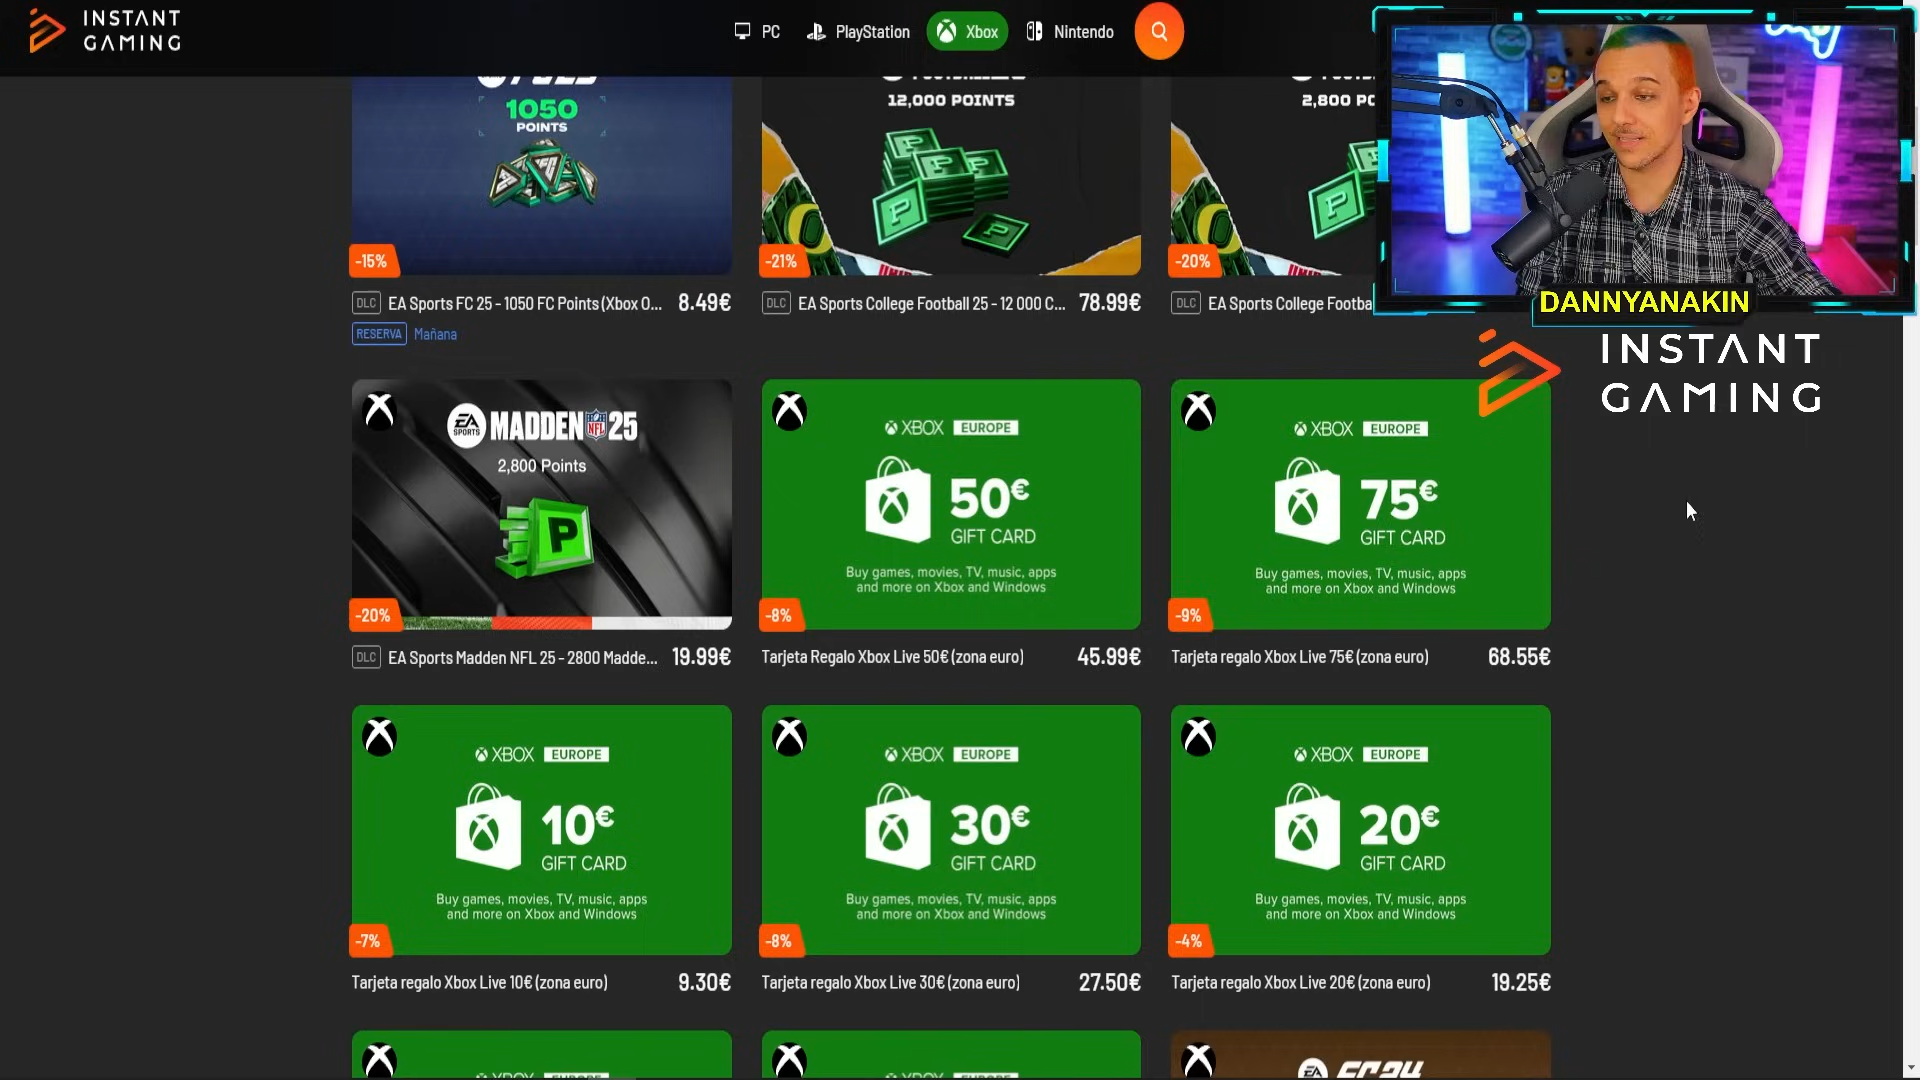 INSTANT
GAMING
PC
PlayStation
Xbox
Nintendo
1050
POINTS
-15%
DLC
EA Sports FC 25 - 1050 FC Points (Xbox O...
8.49€
RESERVA
Mañana
12,000 POINTS
-21%
DLC
EA Sports College Football 25 - 12 000 C...
78.99€
2,800 PO
-20%
DLC
EA Sports College Footba
DANNYANAKIN
INSTANT
GAMING
EA
SPORTS
MADDEN NFL 25
2,800 Points
P
-20%
DLC
EA Sports Madden NFL 25 - 2800 Madde...
19.99€
XBOX EUROPE
50€
GIFT CARD
Buy games, movies, TV, music, apps
and more on Xbox and Windows
-8%
Tarjeta Regalo Xbox Live 50€ (zona euro)
45.99€
XBOX EUROPE
75€
GIFT CARD
Buy games, movies, TV, music, apps
and more on Xbox and Windows
-9%
Tarjeta regalo Xbox Live 75€ (zona euro)
68.55€
XBOX EUROPE
10€
GIFT CARD
Buy games, movies, TV, music, apps
and more on Xbox and Windows
-7%
Tarjeta regalo Xbox Live 10€ (zona euro)
9.30€
XBOX EUROPE
30€
GIFT CARD
Buy games, movies, TV, music, apps
and more on Xbox and Windows
-8%
Tarjeta regalo Xbox Live 30€ (zona euro)
27.50€
XBOX EUROPE
20€
GIFT CARD
Buy games, movies, TV, music, apps
and more on Xbox and Windows
-4%
Tarjeta regalo Xbox Live 20€ (zona euro)
19.25€
EA FC 24